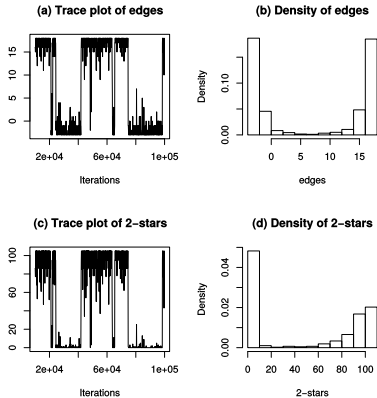 (a) Trace plot of edges
(b) Density of edges
15
10
5
0
2e+04 6e+04 1e+05
Iterations
Density
0.10
0.00
0 5 10 15
edges
(c) Trace plot of 2−stars
(d) Density of 2−stars
100
60
20
0
2e+04 6e+04 1e+05
Iterations
Density
0.04
0.02
0.00
0 20 40 60 80 100
2−stars